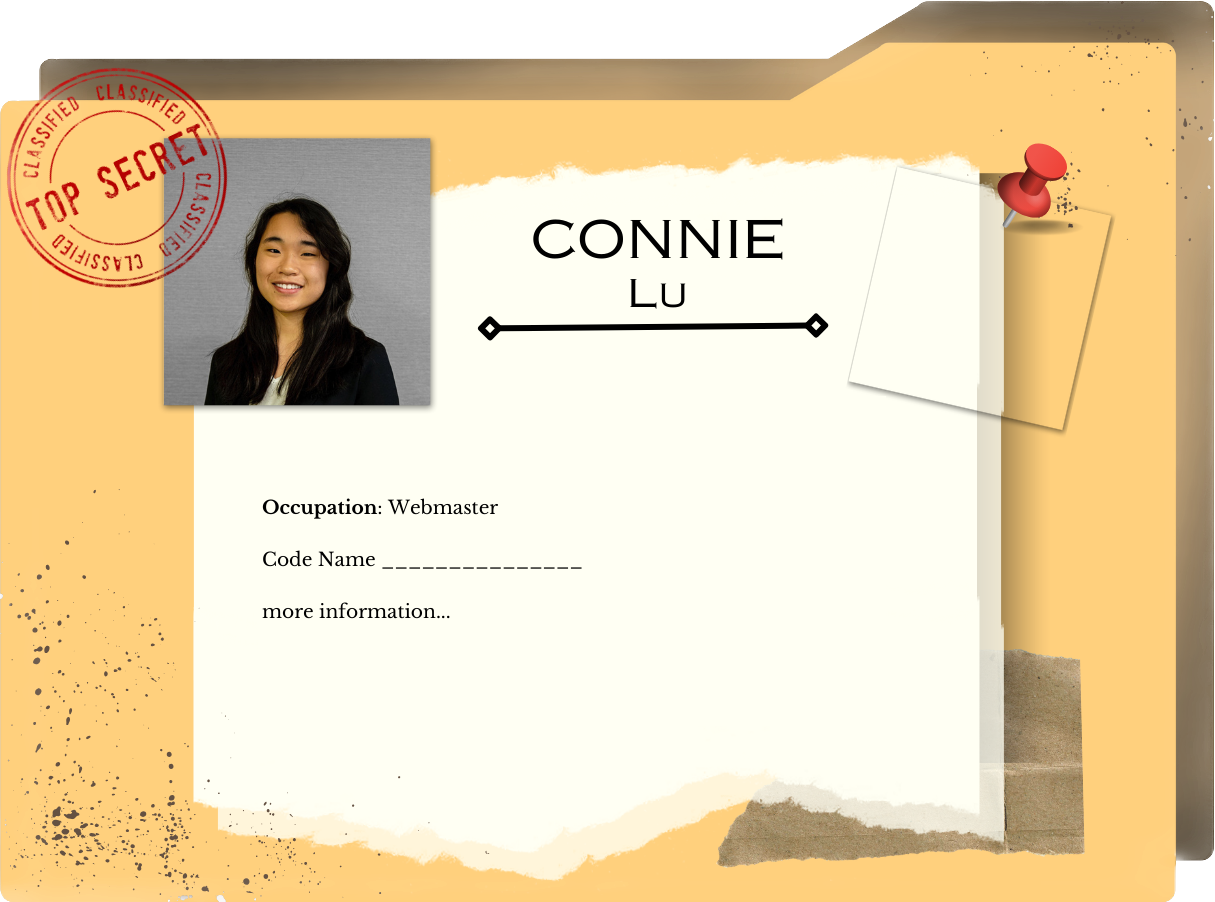 CLASSIFIED CLASSIFIED CLASSIFIED CLASSIFIED
TOP SECRET
CONNIE
LU
Occupation: Webmaster
Code Name _______________
more information...